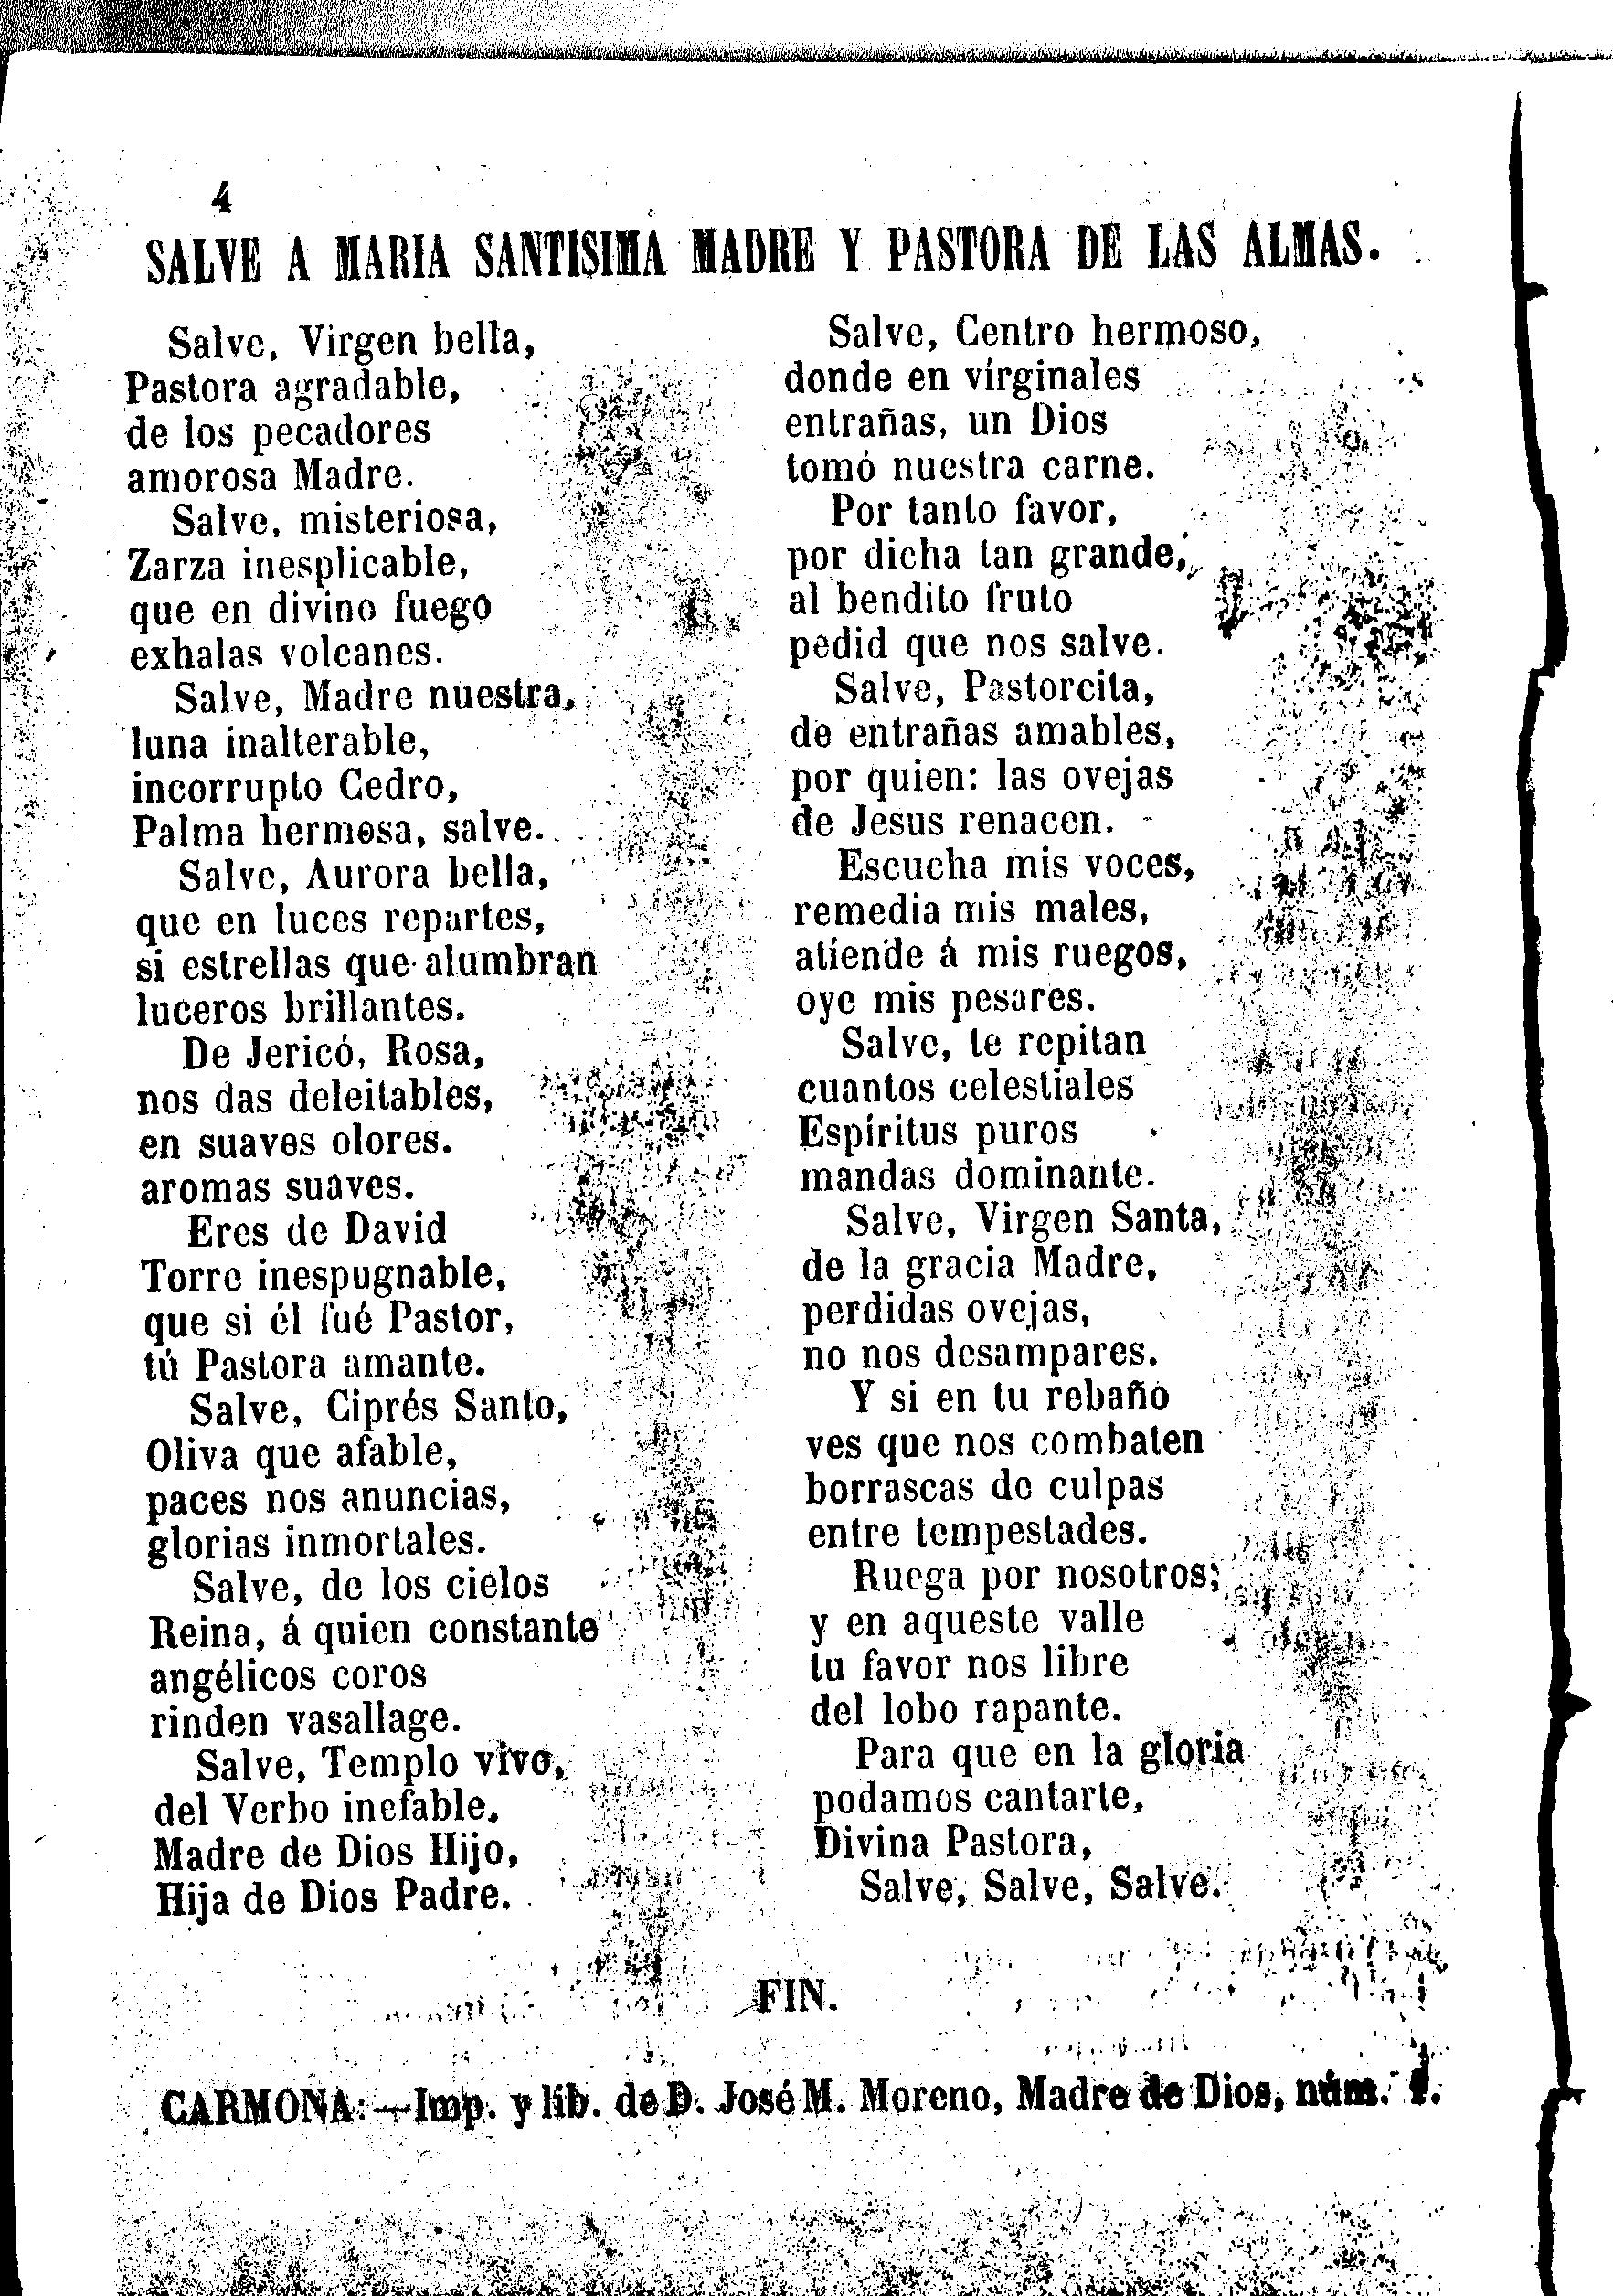 4
SALVE A MARIA SANTISIMA MADRE Y PASTORA DE LAS ALMAS.
Salve, Virgen bella,
Pastora agradable,
de los pecadores
amorosa Madre.
Salve, misteriosa,
Zarza inesplicable,
que en divino fuego
exhalas volcanes.
Salve, Madre nuestra,
luna inalterable,
incorrupto Cedro,
Palma hermosa, salve.
Salve, Aurora bella,
que en luces repartes,
si estrellas que alumbran
luceros brillantes.
De Jericó, Rosa,
nos das deleitables,
en suaves olores.
aromas suaves.
Eres de David
Torre inespugnable,
que si él fué Pastor,
tú Pastora amante.
Salve, Ciprés Santo,
Oliva que afable,
paces nos anuncias,
glorias inmortales.
Salve, de los cielos
Reina, á quien constante
angélicos coros
rinden vasallage.
Salve, Templo vivo,
del Verbo inefable,
Madre de Dios Hijo,
Hija de Dios Padre.
Salve, Centro hermoso,
donde en vírginales
entrañas, un Dios
tomó nuestra carne.
Por tanto favor,
por dicha tan grande,
al bendito fruto
pedid que nos salve.
Salve, Pastorcita,
de entrañas amables,
por quien: las ovejas
de Jesus renacen.
Escucha mis voces,
remedia mis males,
atiende á mis ruegos,
oye mis pesares.
Salve, te repitan
cuantos celestiales
Espíritus puros
mandas dominante.
Salve, Virgen Santa,
de la gracia Madre,
perdidas ovejas,
no nos desampares.
Y si en tu rebaño
ves que nos combaten
borrascas de culpas
entre tempestades.
Ruega por nosotros;
y en aqueste valle
tu favor nos libre
del lobo rapante.
Para que en la gloria
podamos cantarte,
Divina Pastora,
Salve, Salve, Salve.
FIN.
CARMONA:—Imp. y lib. de D. José M. Moreno, Madre de Dios, núm. 1.